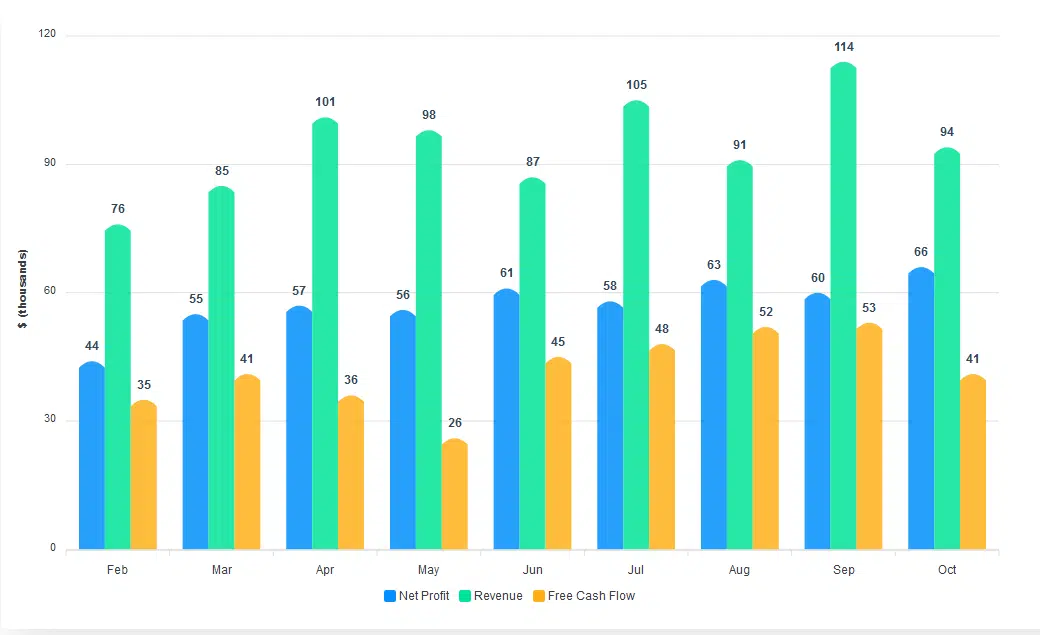 120
90
60
30
0
$ (thousands)
44 76 35
55 85 41
57 101 36
56 98 26
61 87 45
58 105 48
63 91 52
60 114 53
66 94 41
Feb Mar Apr May Jun Jul Aug Sep Oct
Net Profit Revenue Free Cash Flow